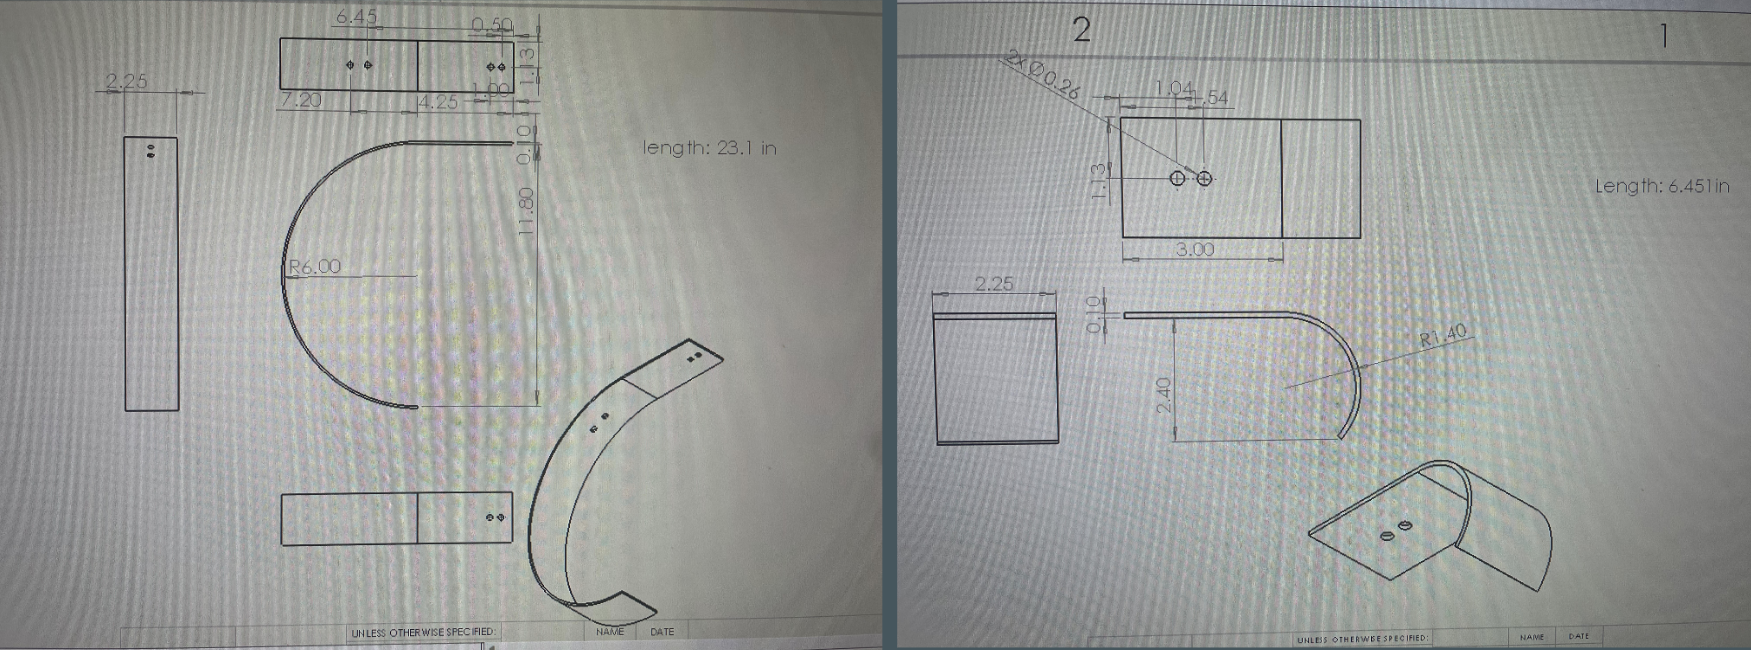 6.45
0.50
1.13
2.25
7.20
4.25
1.00
0.10
length: 23.1 in
11.80
R6.00
UNLESS OTHERWISE SPECIFIED:
NAME
DATE
2
1
2X Ø0.26
1.04
.54
1.13
Length: 6.451in
3.00
2.25
0.10
R1.40
2.40
UNLESS OTHERWISE SPECIFIED:
NAME
DATE